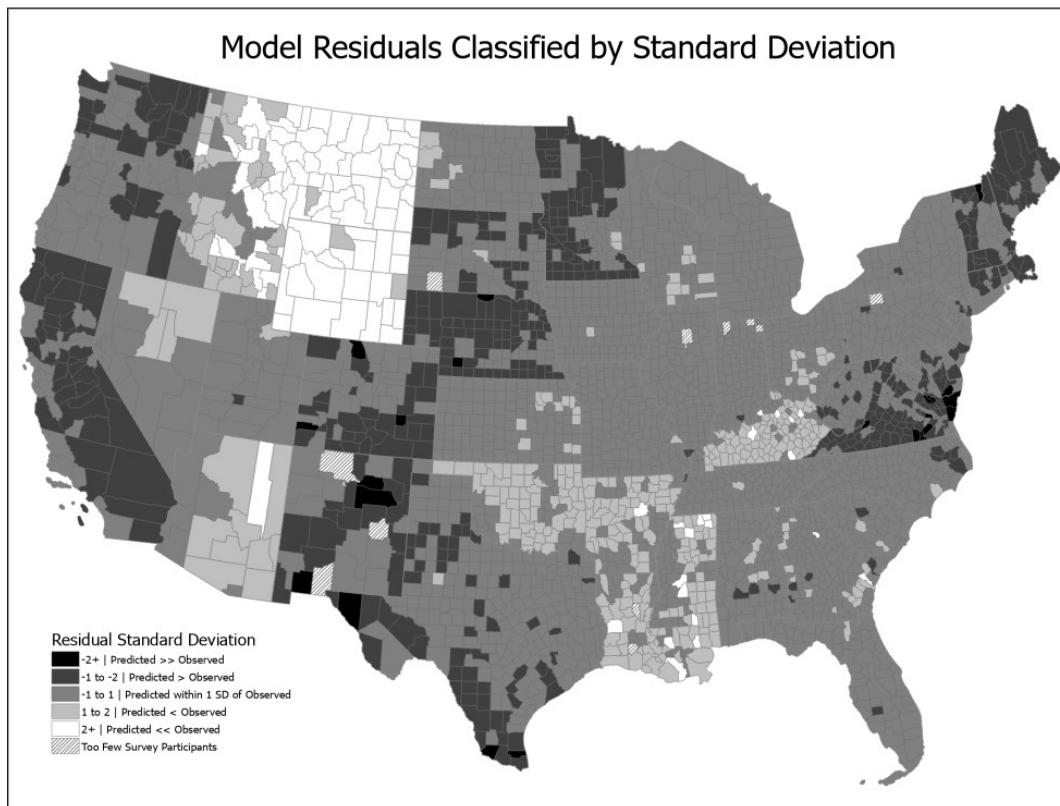 Model Residuals Classified by Standard Deviation
Residual Standard Deviation
-2+ | Predicted >> Observed
-1 to -2 | Predicted > Observed
-1 to 1 | Predicted within 1 SD of Observed
1 to 2 | Predicted < Observed
2+ | Predicted << Observed
Too Few Survey Participants